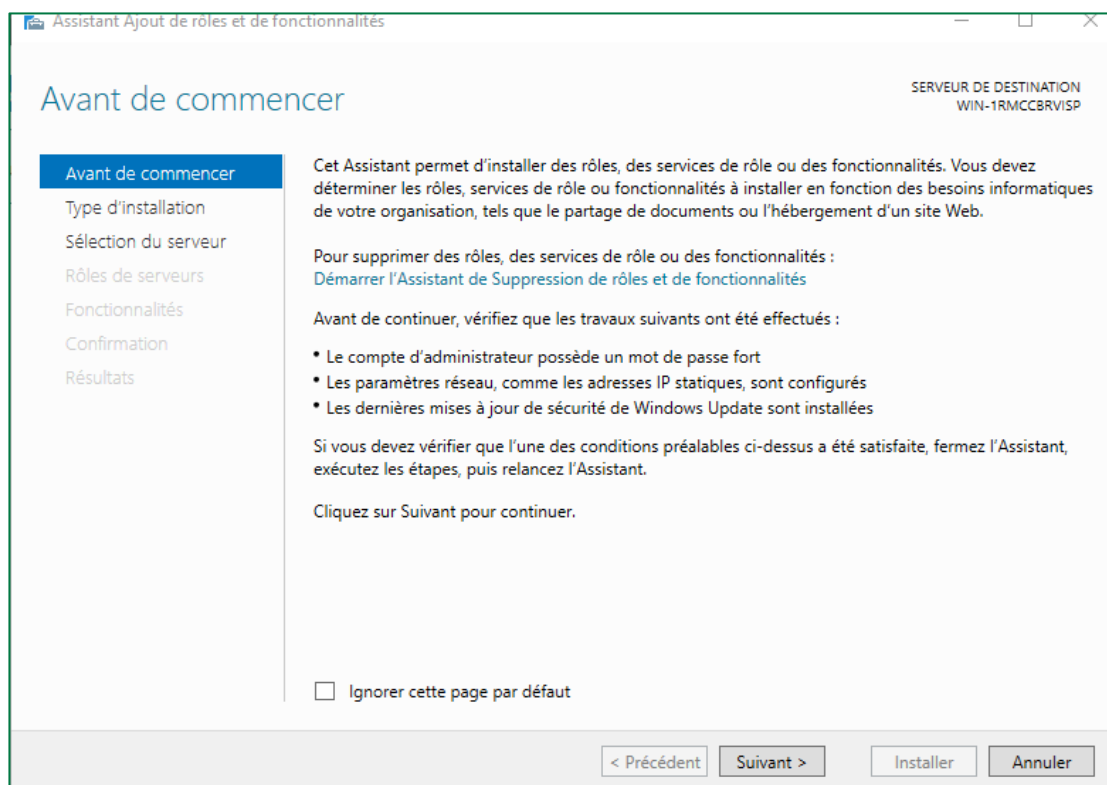 Assistant Ajout de rôles et de fonctionnalités
Avant de commencer
SERVEUR DE DESTINATION
WIN-1RMCCBRVISP
Avant de commencer
Type d'installation
Sélection du serveur
Rôles de serveurs
Fonctionnalités
Confirmation
Résultats
Cet Assistant permet d'installer des rôles, des services de rôle ou des fonctionnalités. Vous devez
déterminer les rôles, services de rôle ou fonctionnalités à installer en fonction des besoins informatiques
de votre organisation, tels que le partage de documents ou l'hébergement d'un site Web.
Pour supprimer des rôles, des services de rôle ou des fonctionnalités :
Démarrer l'Assistant de Suppression de rôles et de fonctionnalités
Avant de continuer, vérifiez que les travaux suivants ont été effectués :
• Le compte d'administrateur possède un mot de passe fort
• Les paramètres réseau, comme les adresses IP statiques, sont configurés
• Les dernières mises à jour de sécurité de Windows Update sont installées
Si vous devez vérifier que l'une des conditions préalables ci-dessus a été satisfaite, fermez l'Assistant,
exécutez les étapes, puis relancez l'Assistant.
Cliquez sur Suivant pour continuer.
Ignorer cette page par défaut
< Précédent
Suivant >
Installer
Annuler